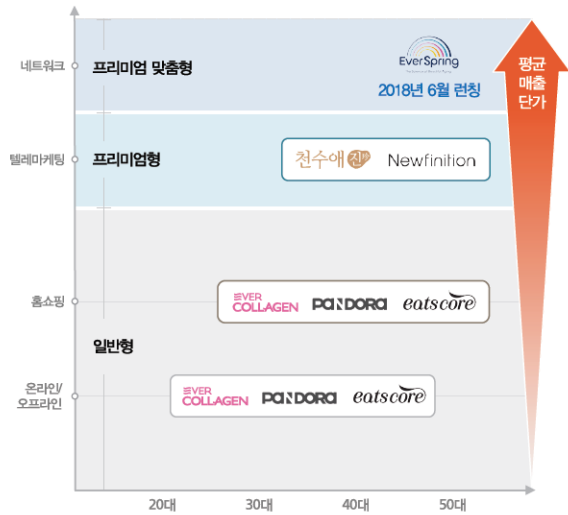 네트워크
프리미엄 맞춤형
EverSpring
2018년 6월 런칭
평균
매출
단가
텔레마케팅
프리미엄형
천수애 진
Newfinition
홈쇼핑
EVER
COLLAGEN
PANDORA
eatscore
일반형
온라인/
오프라인
EVER
COLLAGEN
PANDORA
eatscore
20대
30대
40대
50대